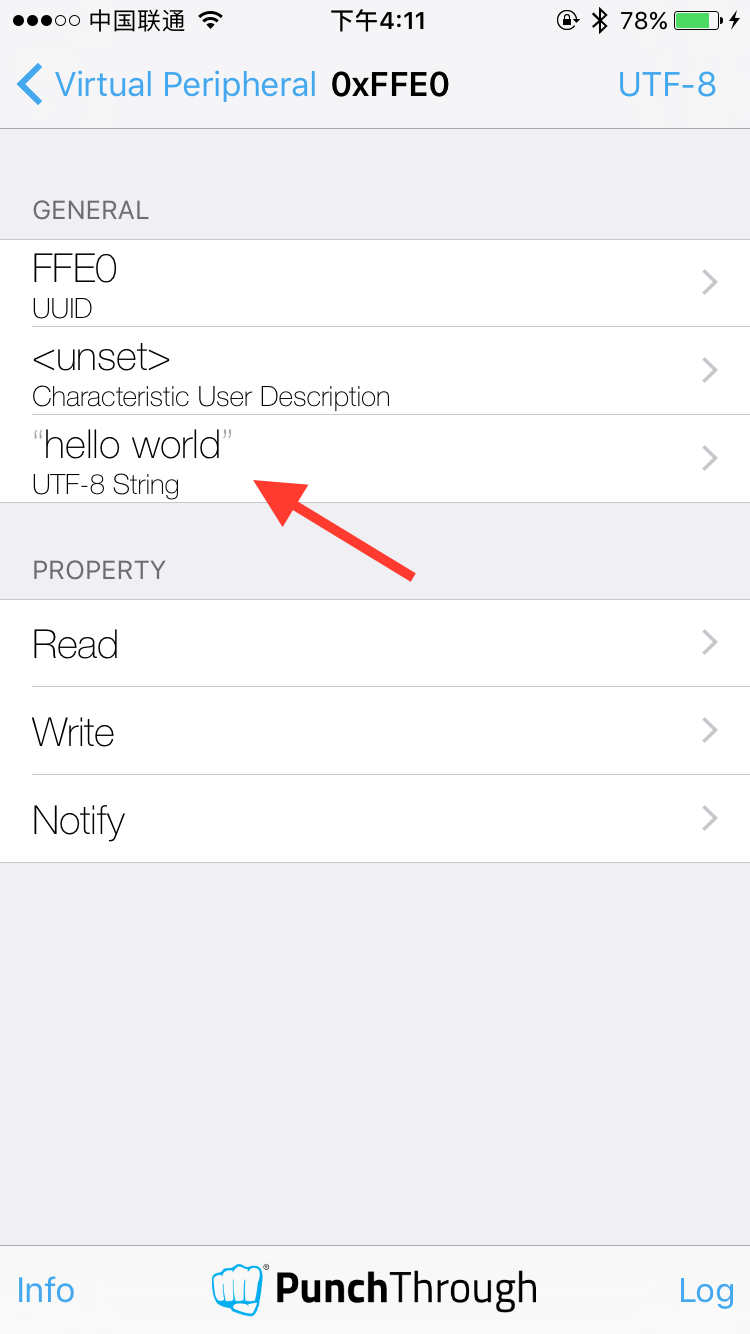 中国联通 下午4:11 78%
Virtual Peripheral 0xFFE0 UTF-8
GENERAL
FFE0
UUID
<unset>
Characteristic User Description
“hello world”
UTF-8 String
PROPERTY
Read
Write
Notify
Info PunchThrough® Log